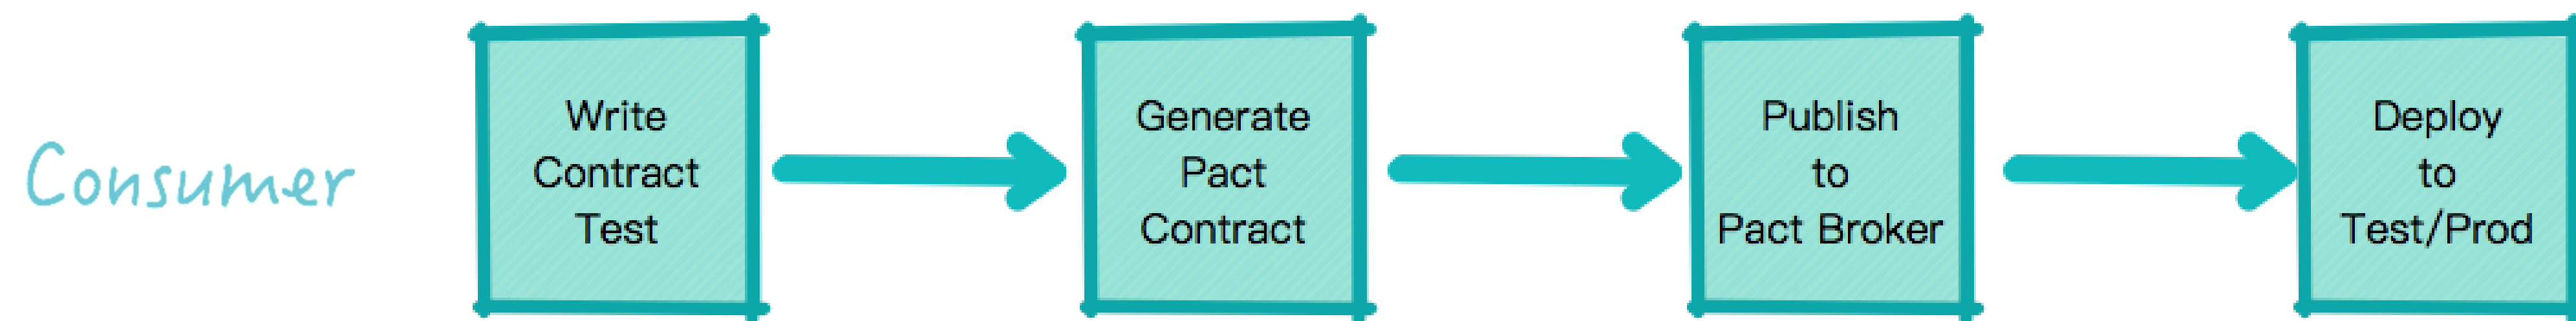 Consumer
Write
Contract
Test
Generate
Pact
Contract
Publish
to
Pact Broker
Deploy
to
Test/Prod